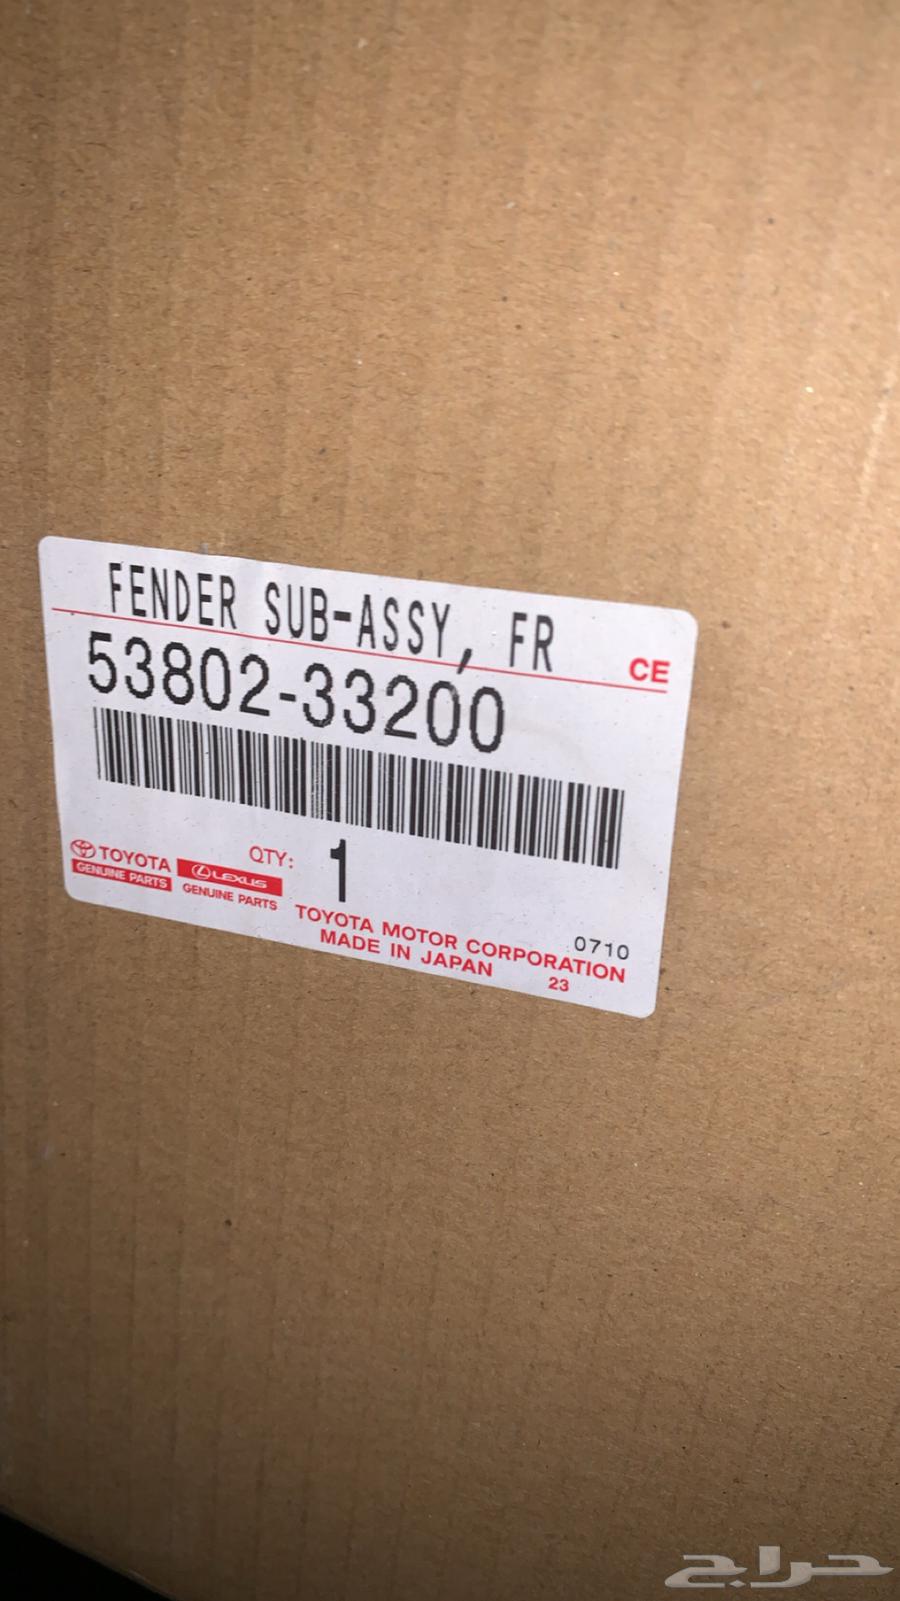 FENDER SUB-ASSY, FR
CE
53802-33200
TOYOTA
GENUINE PARTS
LEXUS
GENUINE PARTS
QTY: 1
0710
TOYOTA MOTOR CORPORATION
MADE IN JAPAN 23
حراج